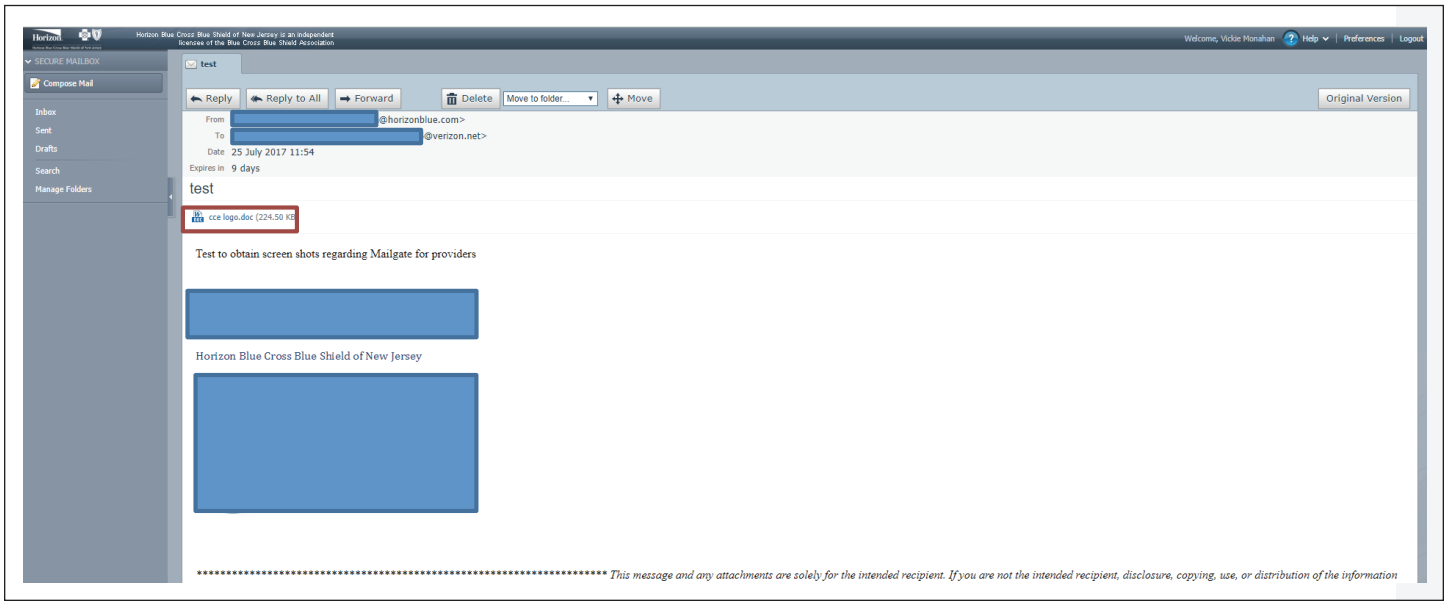 Horizon
Horizon Blue Cross Blue Shield of New Jersey is an independent
licensee of the Blue Cross Blue Shield Association
Welcome, Vickie Monahan ? Help | Preferences | Logout
SECURE MAILBOX
test
Compose Mail
Reply Reply to All Forward Delete Move to folder... Move Original Version
Inbox
Sent
Drafts
Search
Manage Folders
From @horizonblue.com>
To @verizon.net>
Date 25 July 2017 11:54
Expires in 9 days
test
cce logo.doc (224.50 KB
Test to obtain screen shots regarding Mailgate for providers
Horizon Blue Cross Blue Shield of New Jersey
This message and any attachments are solely for the intended recipient. If you are not the intended recipient, disclosure, copying, use, or distribution of the information